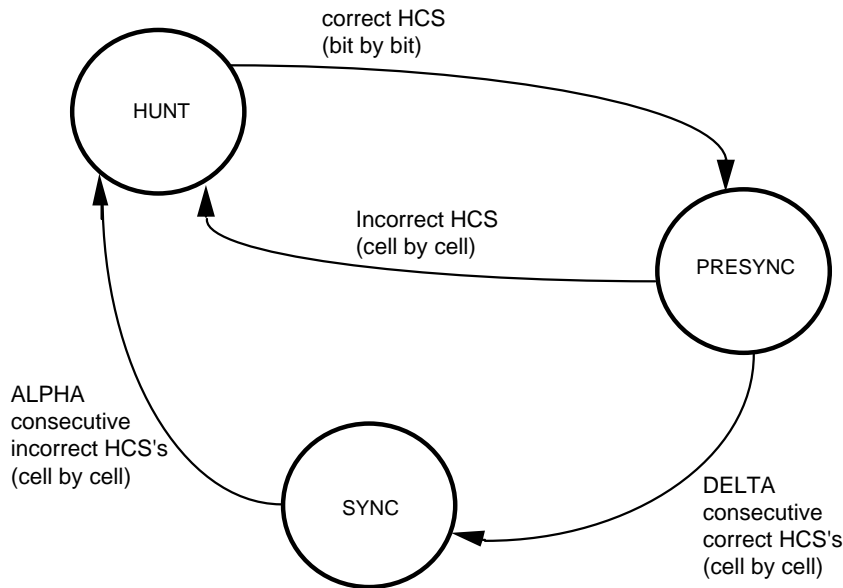 correct HCS
(bit by bit)
HUNT
Incorrect HCS
(cell by cell)
PRESYNC
ALPHA
consecutive
incorrect HCS's
(cell by cell)
SYNC
DELTA
consecutive
correct HCS's
(cell by cell)